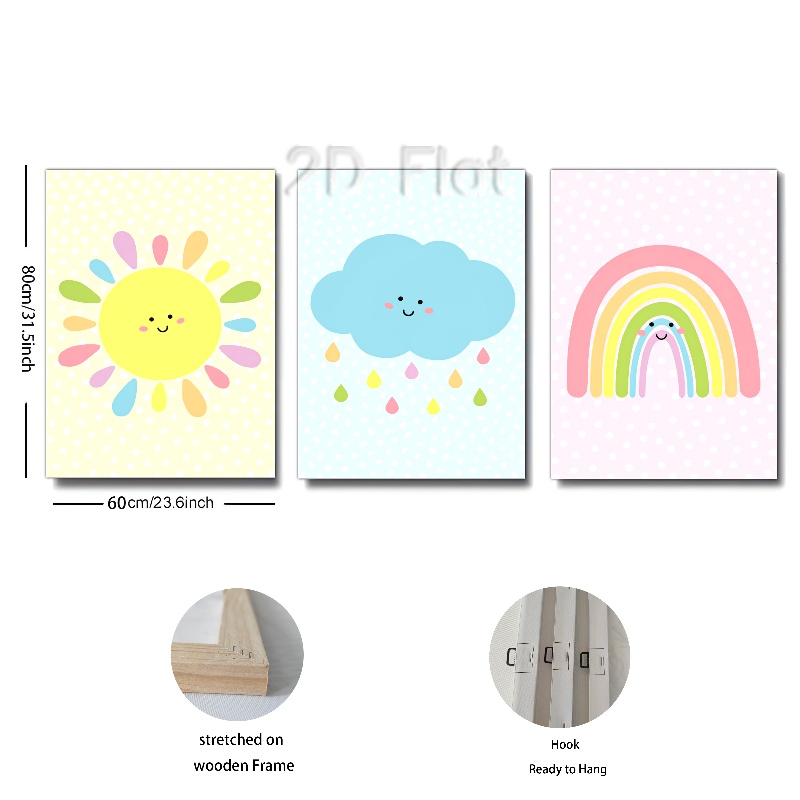 2D Flat
80cm/31.5inch
60cm/23.6inch
stretched on
wooden Frame
Hook
Ready to Hang